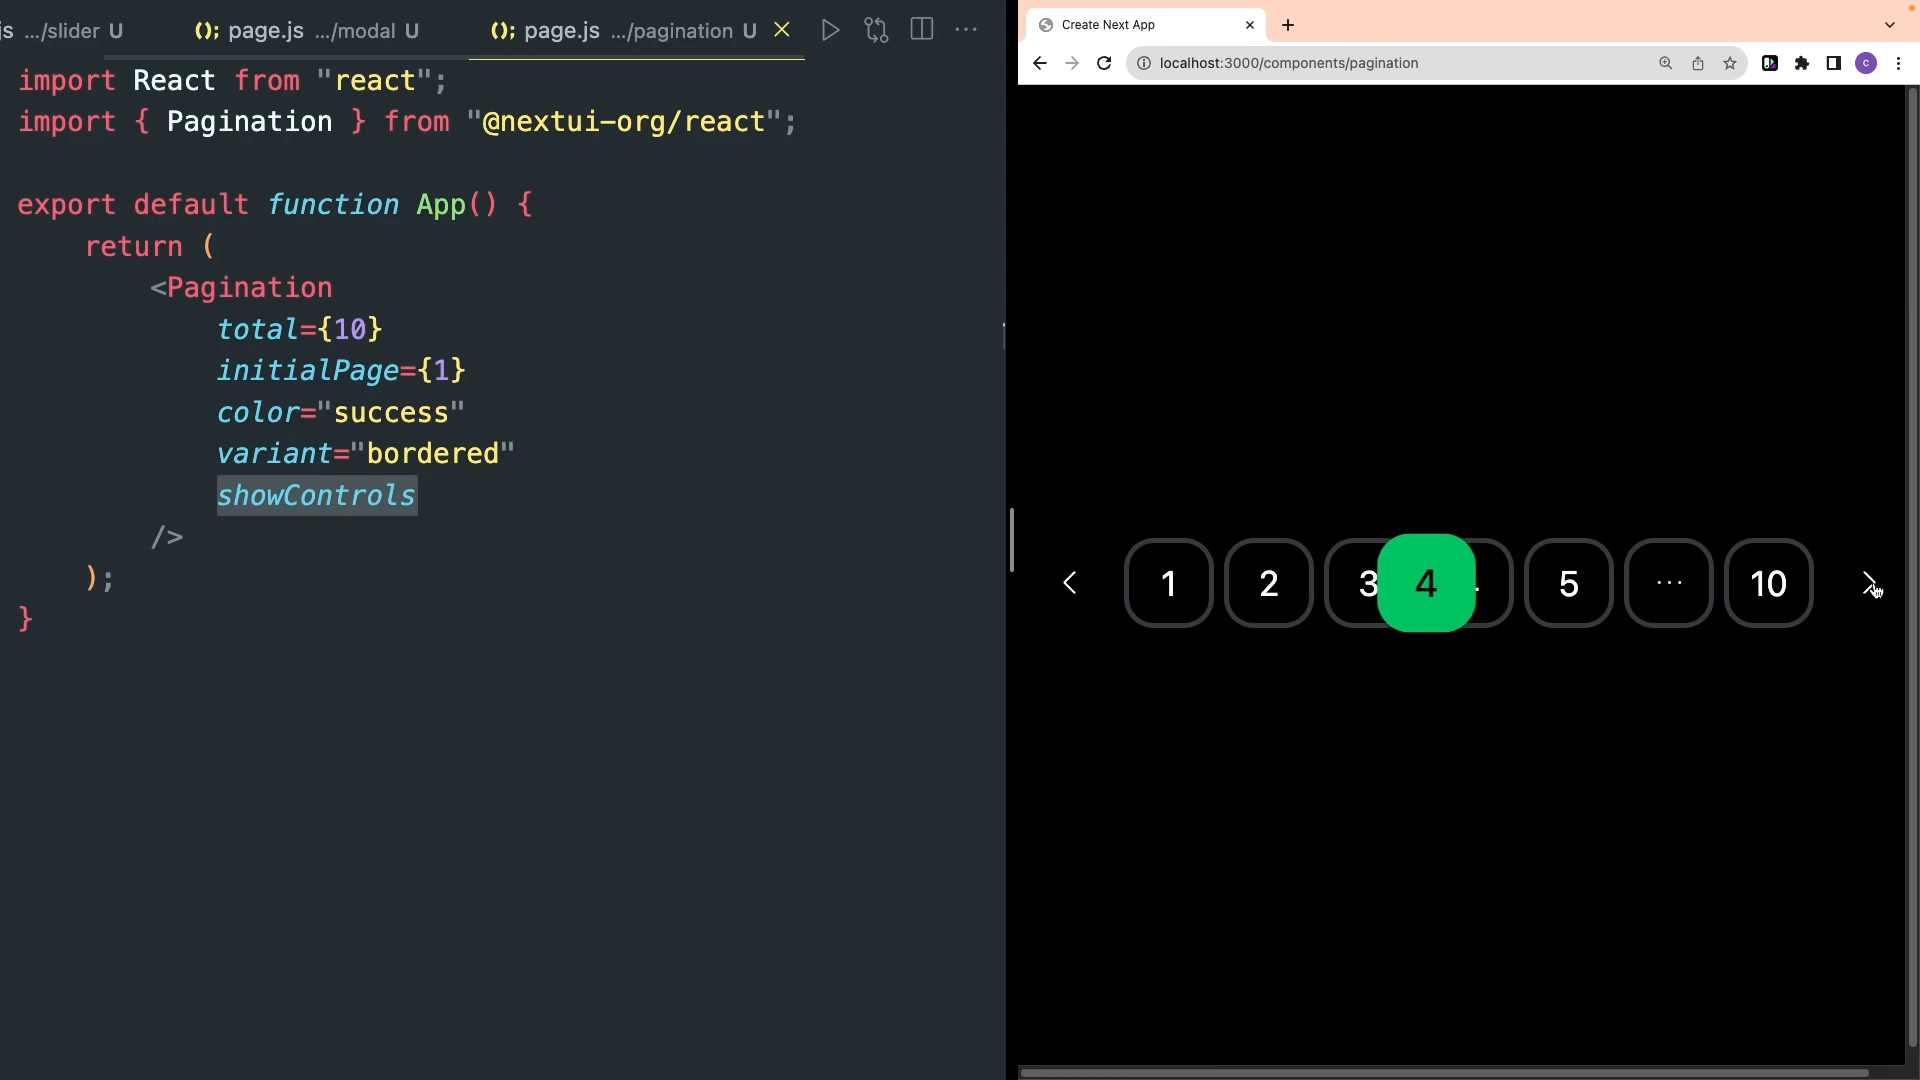 js .../slider U
(); page.js .../modal U
(); page.js .../pagination U
import React from "react";
import { Pagination } from "@nextui-org/react";
export default function App() {
return (
<Pagination
total={10}
initialPage={1}
color="success"
variant="bordered"
showControls
/>
);
}
Create Next App
localhost:3000/components/pagination
C
1 2 3 4 5 ... 10